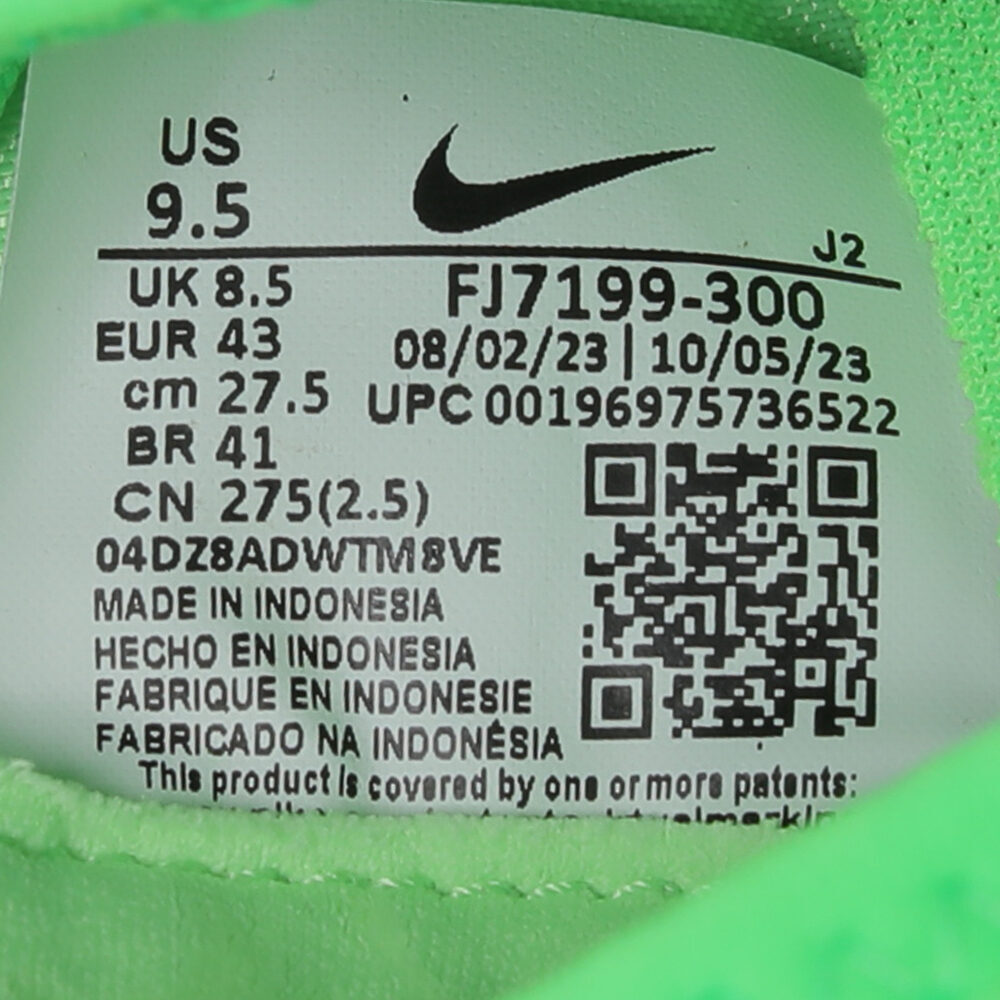 US
9.5
J2
UK 8.5
EUR 43
cm 27.5
BR 41
CN 275(2.5)
FJ7199-300
08/02/23 | 10/05/23
UPC 00196975736522
04DZ8ADWTM8VE
MADE IN INDONESIA
HECHO EN INDONESIA
FABRIQUE EN INDONESIE
FABRICADO NA INDONÉSIA
This product is covered by one or more patents: